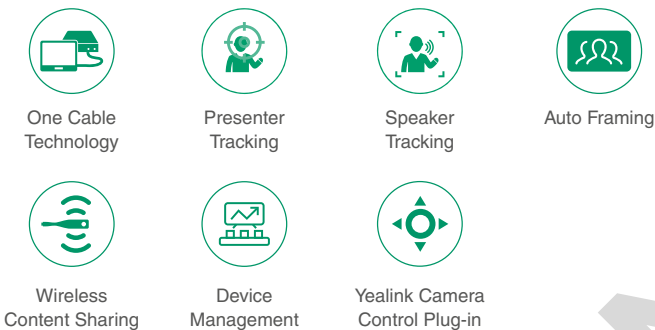 One Cable
Technology
Presenter
Tracking
Speaker
Tracking
Auto Framing
Wireless
Content Sharing
Device
Management
Yealink Camera
Control Plug-in